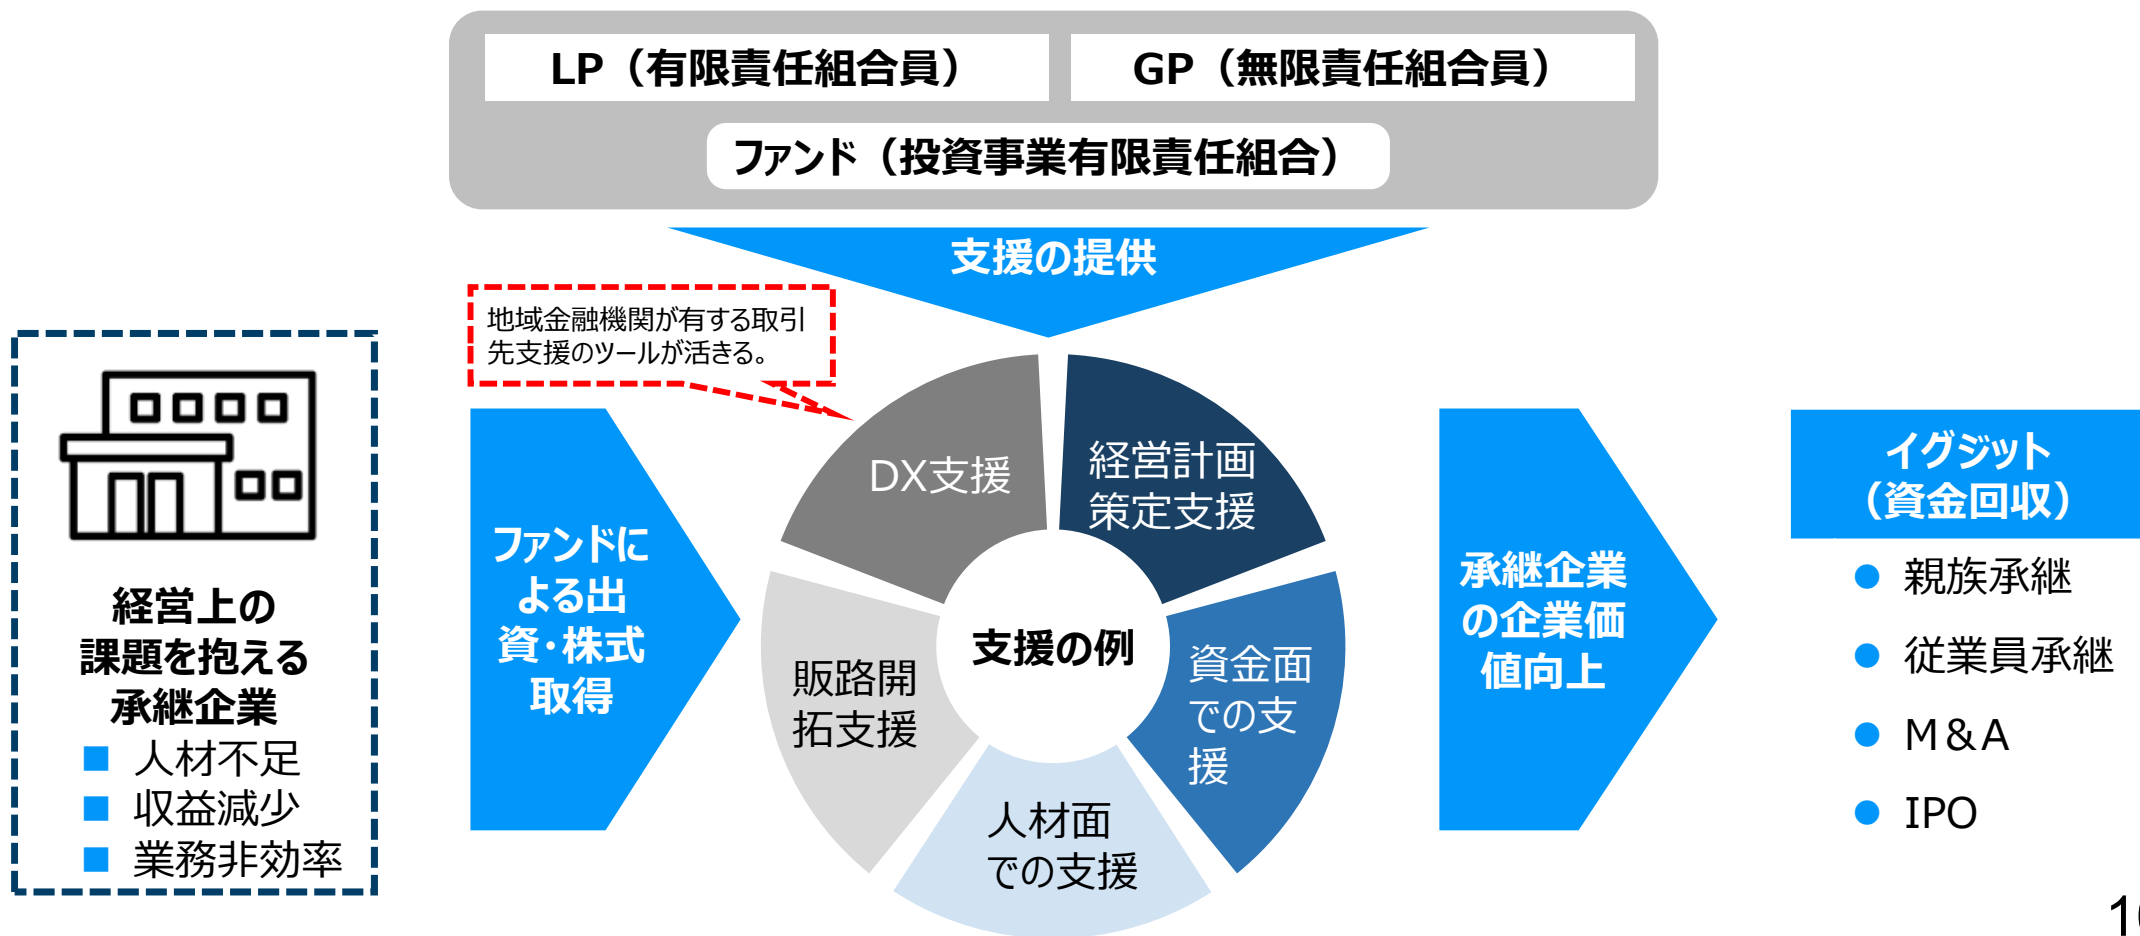 LP（有限責任組合員）
GP（無限責任組合員）
ファンド（投資事業有限責任組合）
支援の提供
地域金融機関が有する取引
先支援のツールが活きる。
経営上の
課題を抱える
承継企業
人材不足
収益減少
業務非効率
ファンドに
よる出
資・株式
取得
DX支援
経営計画
策定支援
販路開
拓支援
支援の例
資金面
での支
援
人材面
での支援
承継企業
の企業価
値向上
イグジット
（資金回収）
親族承継
従業員承継
M＆A
IPO